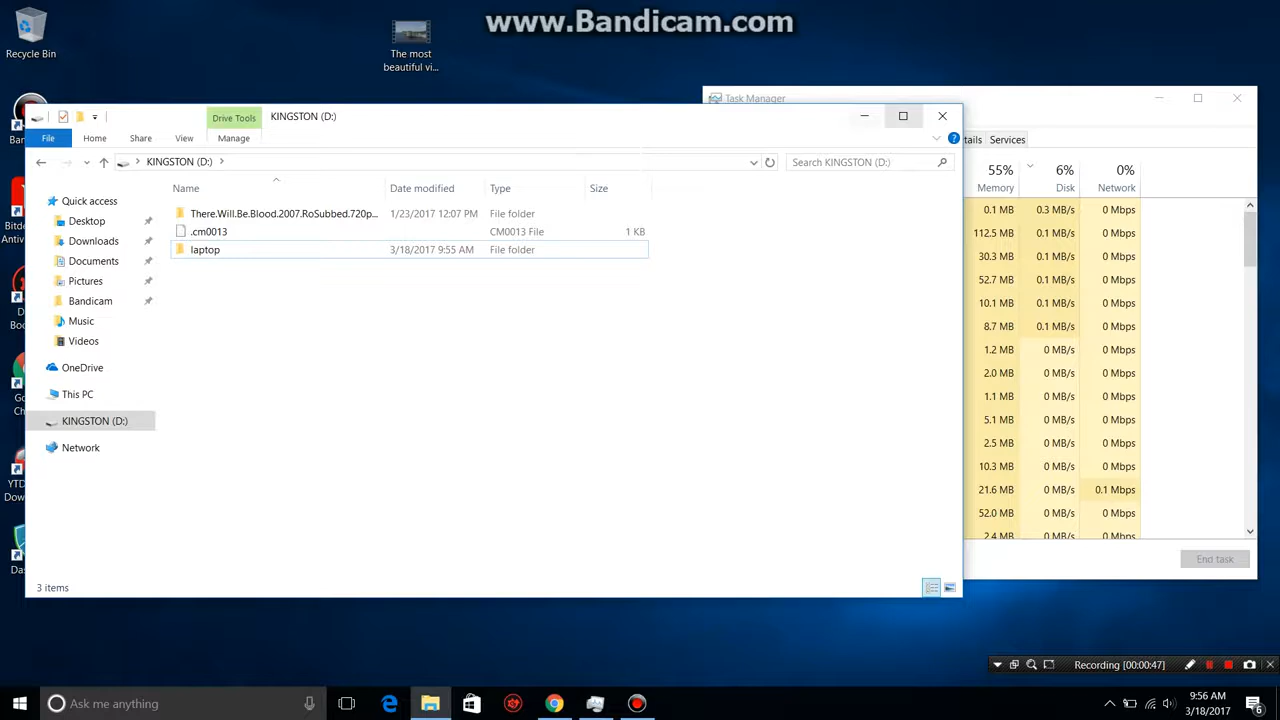 www.Bandicam.com
Recycle Bin
The most
beautiful vi...
Task Manager
Drive Tools
KINGSTON (D:)
File
Home
Share
View
Manage
Services
KINGSTON (D:)
Search KINGSTON (D:)
55%
6%
0%
Memory
Disk
Network
Name
Date modified
Type
Size
Quick access
Desktop
Downloads
Documents
Pictures
Bandicam
Music
Videos
OneDrive
This PC
KINGSTON (D:)
Network
There.Will.Be.Blood.2007.RoSubbed.720p...
1/23/2017 12:07 PM
File folder
.cm0013
CM0013 File
1 KB
laptop
3/18/2017 9:55 AM
File folder
0.1 MB 0.3 MB/s 0 Mbps
112.5 MB 0.1 MB/s 0 Mbps
30.3 MB 0.1 MB/s 0 Mbps
52.7 MB 0.1 MB/s 0 Mbps
10.1 MB 0.1 MB/s 0 Mbps
8.7 MB 0.1 MB/s 0 Mbps
1.2 MB 0 MB/s 0 Mbps
2.0 MB 0 MB/s 0 Mbps
1.1 MB 0 MB/s 0 Mbps
5.1 MB 0 MB/s 0 Mbps
2.5 MB 0 MB/s 0 Mbps
10.3 MB 0 MB/s 0 Mbps
21.6 MB 0 MB/s 0.1 Mbps
52.0 MB 0 MB/s 0 Mbps
2.4 MB 0 MB/s 0 Mbps
End task
3 items
Recording [00:00:47]
Ask me anything
9:56 AM
3/18/2017
6